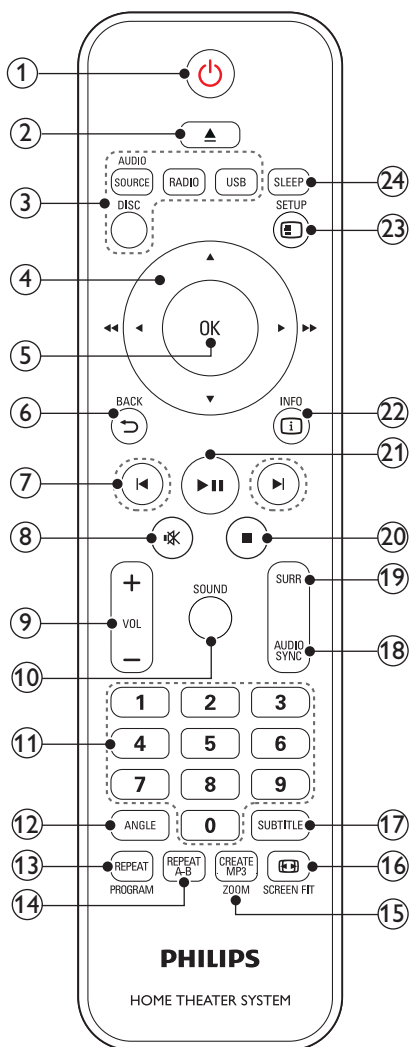 1
2
AUDIO
SOURCE RADIO USB SLEEP 24
3 DISC SETUP
23
4
OK
5
6 BACK INFO 22
i
21
7
8 20
+ SURR 19
9 VOL SOUND
− AUDIO SYNC 18
10
1 2 3
11 4 5 6
7 8 9
12 ANGLE 0 SUBTITLE 17
13 REPEAT REPEAT A-B CREATE MP3 16
PROGRAM ZOOM SCREEN FIT
14 15
PHILIPS
HOME THEATER SYSTEM